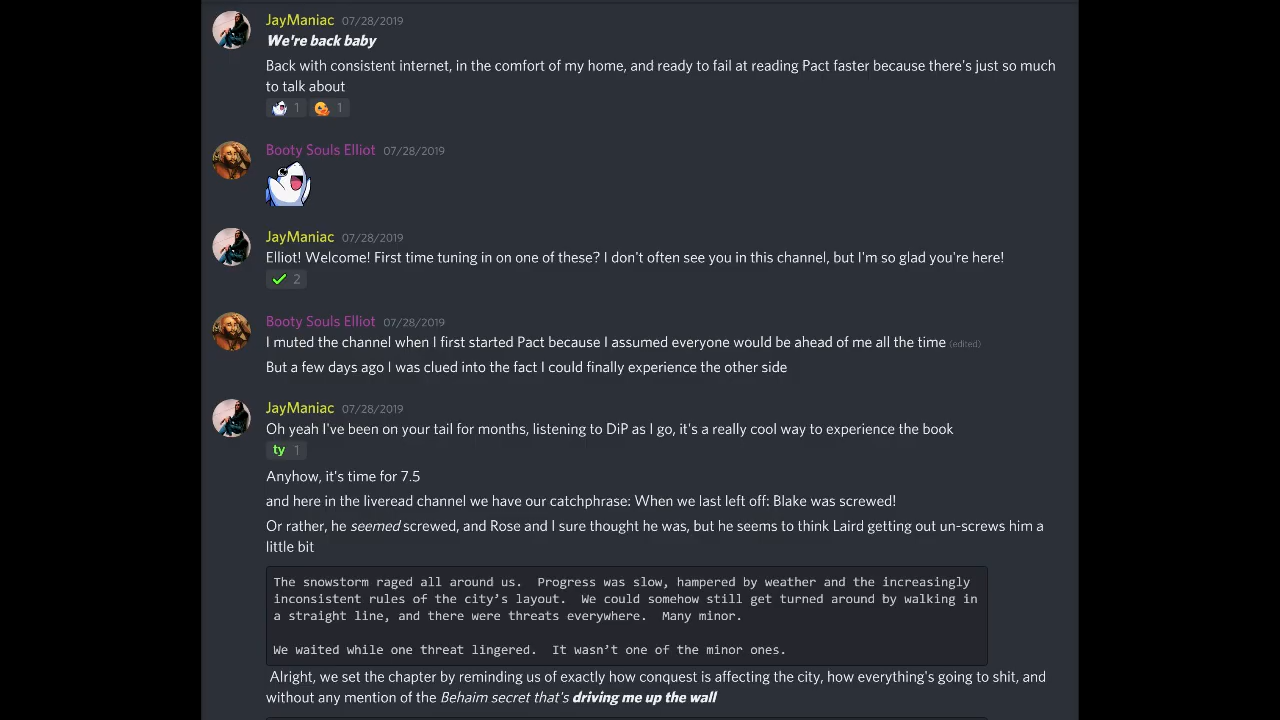 JayManiac 07/28/2019
We're back baby
Back with consistent internet, in the comfort of my home, and ready to fail at reading Pact faster because there's just so much
to talk about
1 1
Booty Souls Elliot 07/28/2019
JayManiac 07/28/2019
Elliot! Welcome! First time tuning in on one of these? I don't often see you in this channel, but I'm so glad you're here!
2
Booty Souls Elliot 07/28/2019
I muted the channel when I first started Pact because I assumed everyone would be ahead of me all the time (edited)
But a few days ago I was clued into the fact I could finally experience the other side
JayManiac 07/28/2019
Oh yeah I've been on your tail for months, listening to DiP as I go, it's a really cool way to experience the book
ty 1
Anyhow, it's time for 7.5
and here in the liveread channel we have our catchphrase: When we last left off: Blake was screwed!
Or rather, he seemed screwed, and Rose and I sure thought he was, but he seems to think Laird getting out un-screws him a
little bit
The snowstorm raged all around us.  Progress was slow, hampered by weather and the increasingly
inconsistent rules of the city's layout.  We could somehow still get turned around by walking in
a straight line, and there were threats everywhere.  Many minor.
We waited while one threat lingered.  It wasn't one of the minor ones.
Alright, we set the chapter by reminding us of exactly how conquest is affecting the city, how everything's going to shit, and
without any mention of the Behaim secret that's driving me up the wall